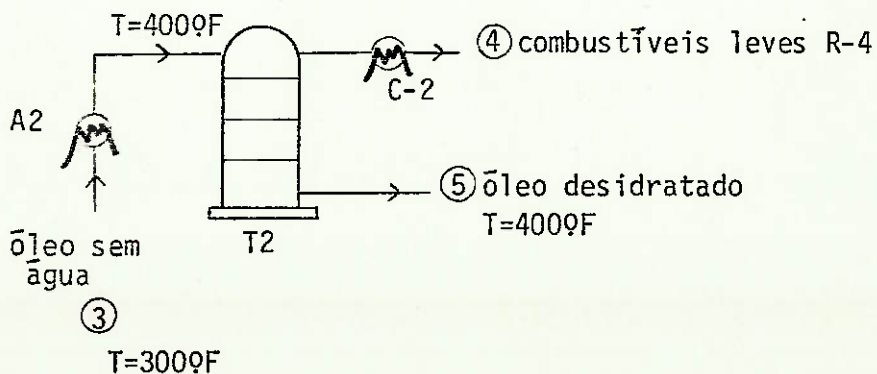 T=400ºF
④ combustíveis leves R-4
C-2
A2
⑤ óleo desidratado
T=400ºF
T2
óleo sem
água
③
T=300ºF